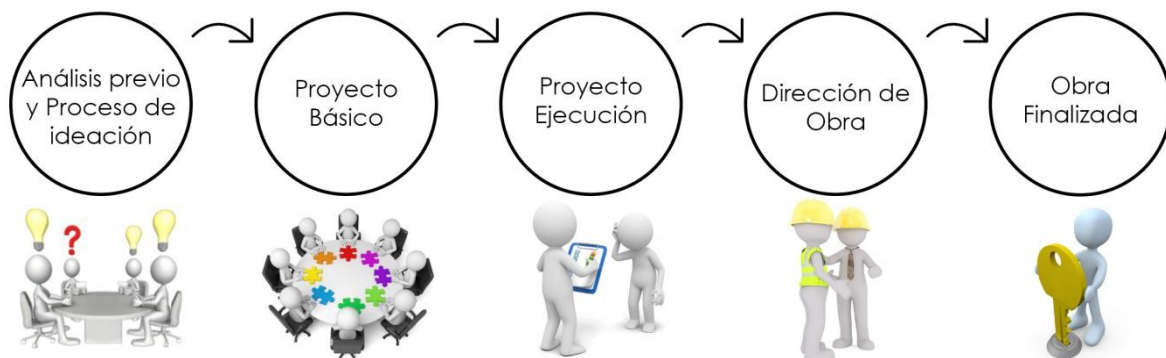 Análisis previo
y Proceso de
ideación
Proyecto
Básico
Proyecto
Ejecución
Dirección de
Obra
Obra
Finalizada
?